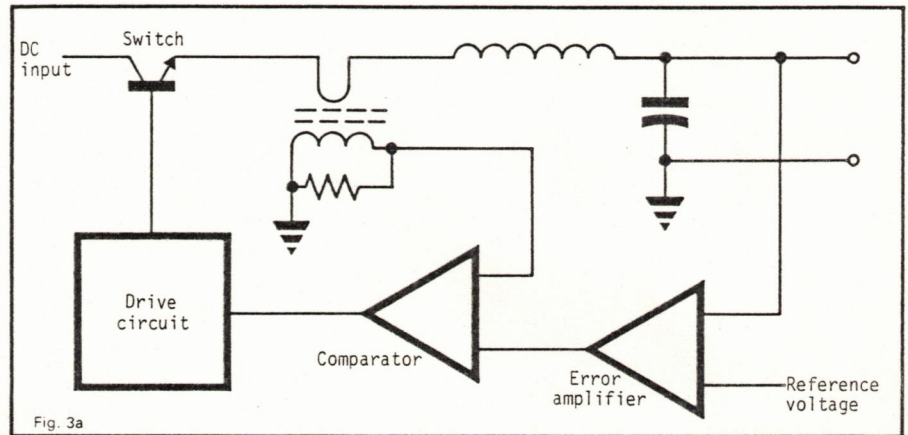 Switch
DC
input
Drive
circuit
Comparator
Error
amplifier
Reference
voltage
Fig. 3a